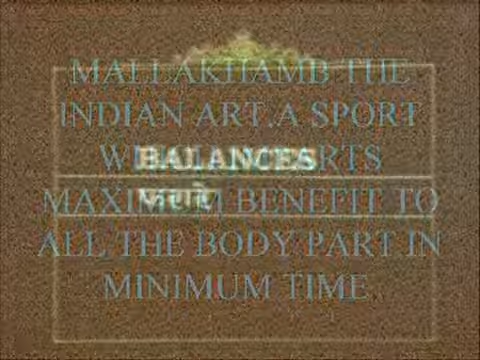 MALLAKHAMB THE
INDIAN ART.A SPORT
BALANCES
MAXIMUM BENEFIT TO
ALL THE BODY PART IN
MINIMUM TIME